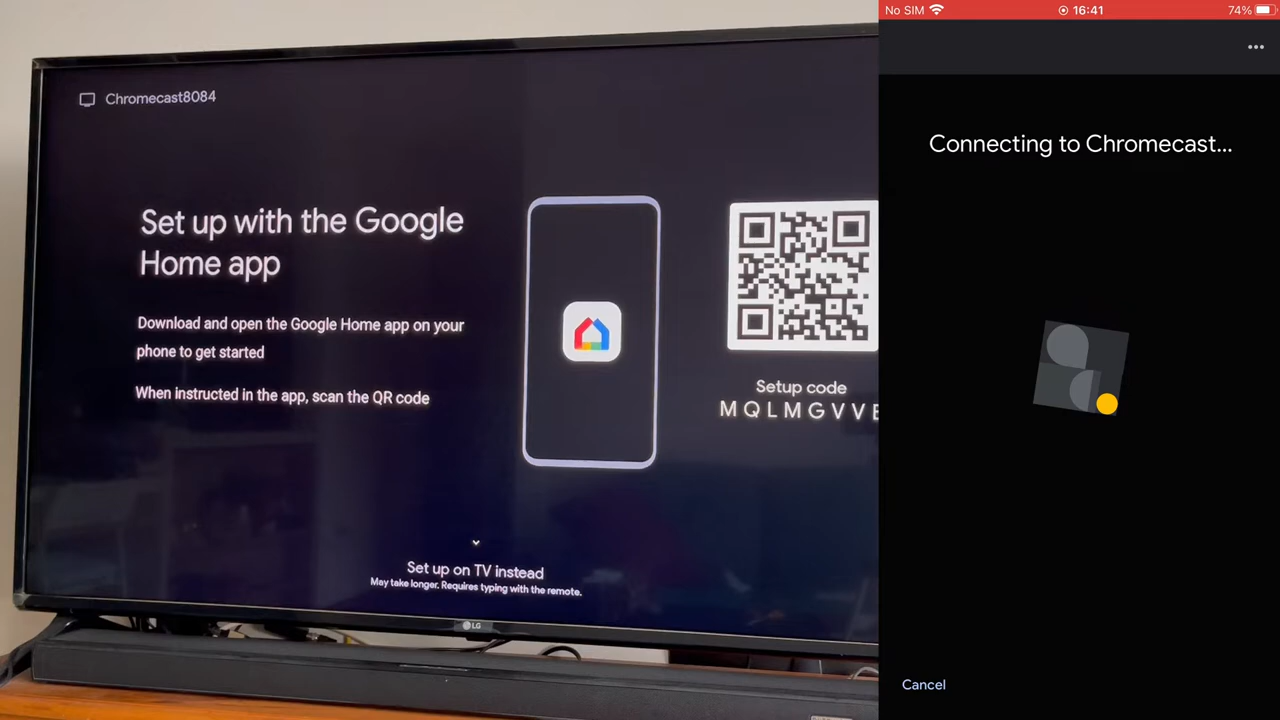 Chromecast8084
Set up with the Google
Home app
Download and open the Google Home app on your
phone to get started
When instructed in the app, scan the QR code
Setup code
MQLMGVV
Set up on TV instead
May take longer. Requires typing with the remote.
LG
No SIM 16:41 74%
Connecting to Chromecast...
Cancel